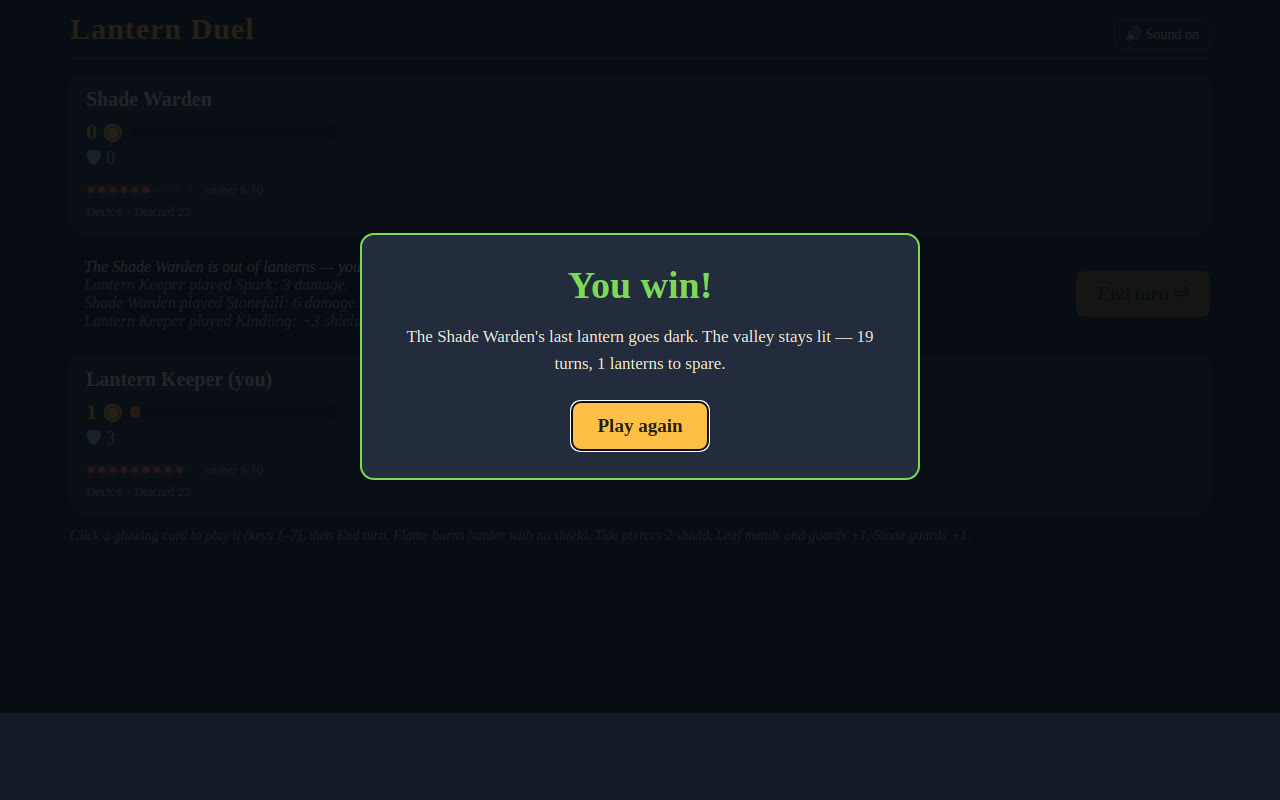 Lantern Duel
🔊 Sound on
Shade Warden
0
0
ember 6/10
Deck 6 · Discard 22
The Shade Warden is out of lanterns — you
Lantern Keeper played Spark: 3 damage.
Shade Warden played Stonefall: 6 damage.
Lantern Keeper played Kindling: +3 shield
End turn ⏎
You win!
The Shade Warden's last lantern goes dark. The valley stays lit — 19
turns, 1 lanterns to spare.
Play again
Lantern Keeper (you)
1
3
ember 9/10
Deck 6 · Discard 22
Click a glowing card to play it (keys 1–7), then End turn. Flame burns harder with no shield, Tide pierces 2 shield, Leaf mends and guards +1, Stone guards +1.